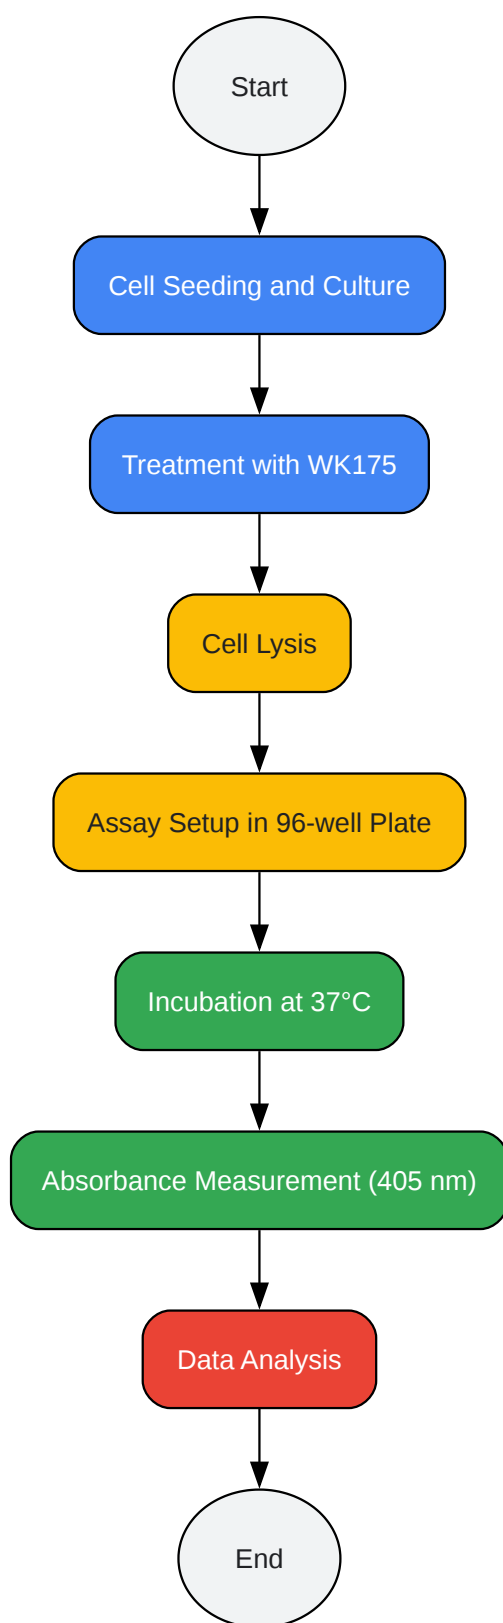 Start
Cell Seeding and Culture
Treatment with WK175
Cell Lysis
Assay Setup in 96-well Plate
Incubation at 37°C
Absorbance Measurement (405 nm)
Data Analysis
End